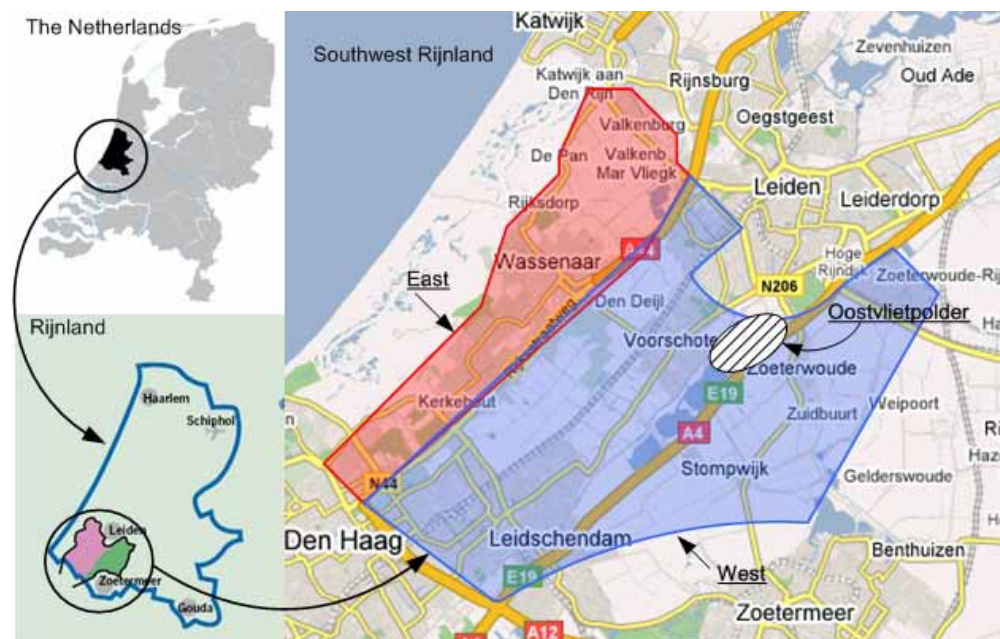 The Netherlands
Rijnland
Haarlem
Schiphol
Leiden
Zoetermeer
Gouda
Southwest Rijnland
Katwijk
Katwijk aan
Den Rijn
Rijnsburg
Zevenhuizen
Oud Ade
Oegstgeest
Valkenburg
De Pan
Valkenb
Mar Vliegk
Leiden
Leiderdorp
Rijksdorp
Wassenaar
East
Hoge
Rijndijk
Zoeterwoude-Rij
N206
Den Deijl
Oostvlietpolder
Voorschote
Zoeterwoude
E19
Kerkehout
Zuidbuurt
Weipoort
A4
Stompwijk
Gelderswoude
N44
Den Haag
Leidschendam
Benthuizen
E19
West
Zoetermeer
A12